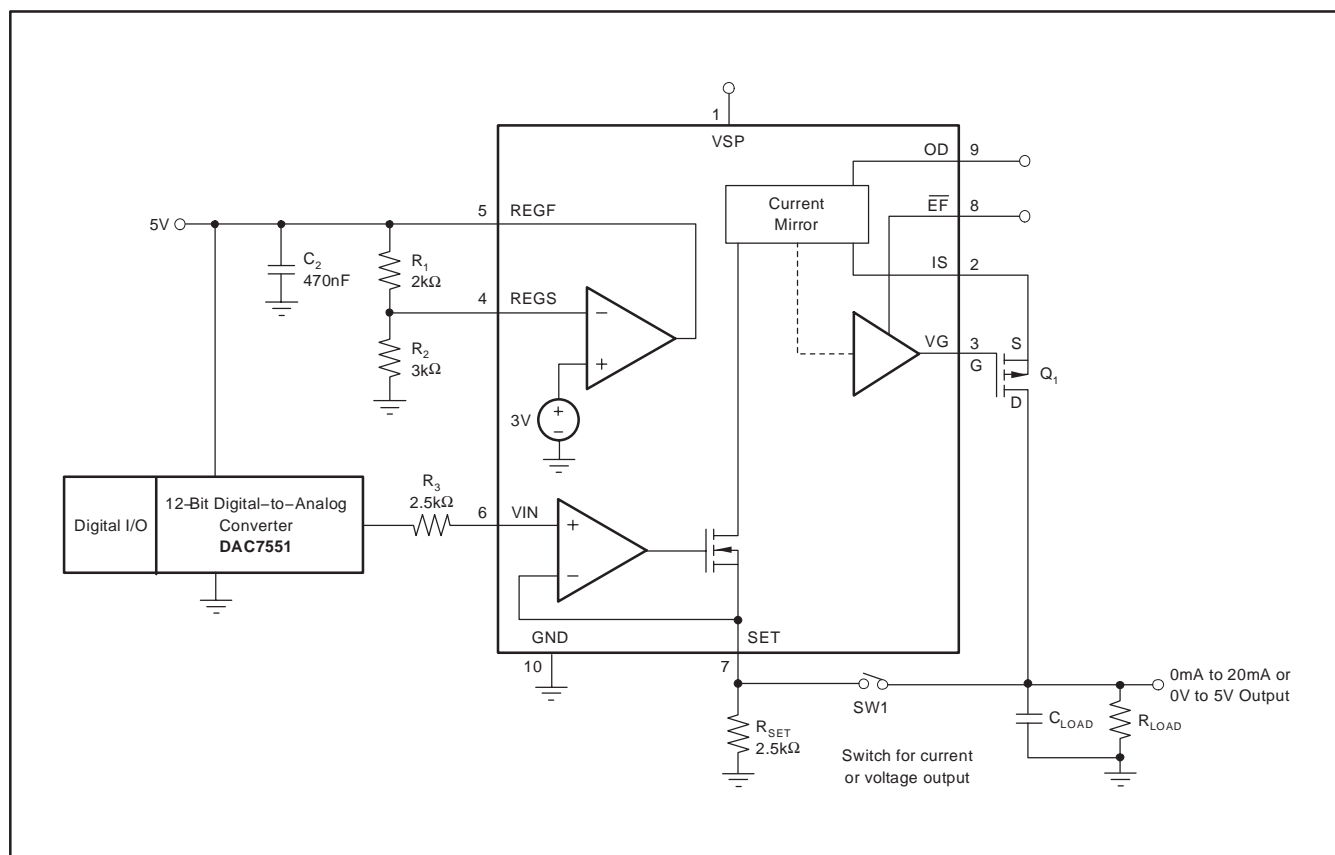 1
VSP
OD 9
Current
Mirror
EF 8
5 REGF
5V
C2
470nF
R1
2kΩ
IS 2
4 REGS
−
+
R2
3kΩ
VG 3
S
G
Q1
D
+
−
3V
Digital I/O
12−Bit Digital−to−Analog
Converter
DAC7551
R3
2.5kΩ
6 VIN
+
−
GND
SET
10
7
0mA to 20mA or
0V to 5V Output
SW1
CLOAD
RLOAD
RSET
2.5kΩ
Switch for current
or voltage output